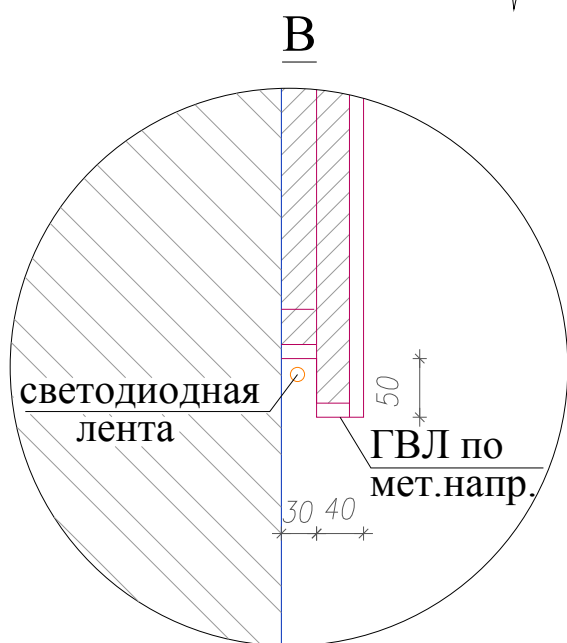 В
светодиодная
лента
50
ГВЛ по
мет.напр.
30 40